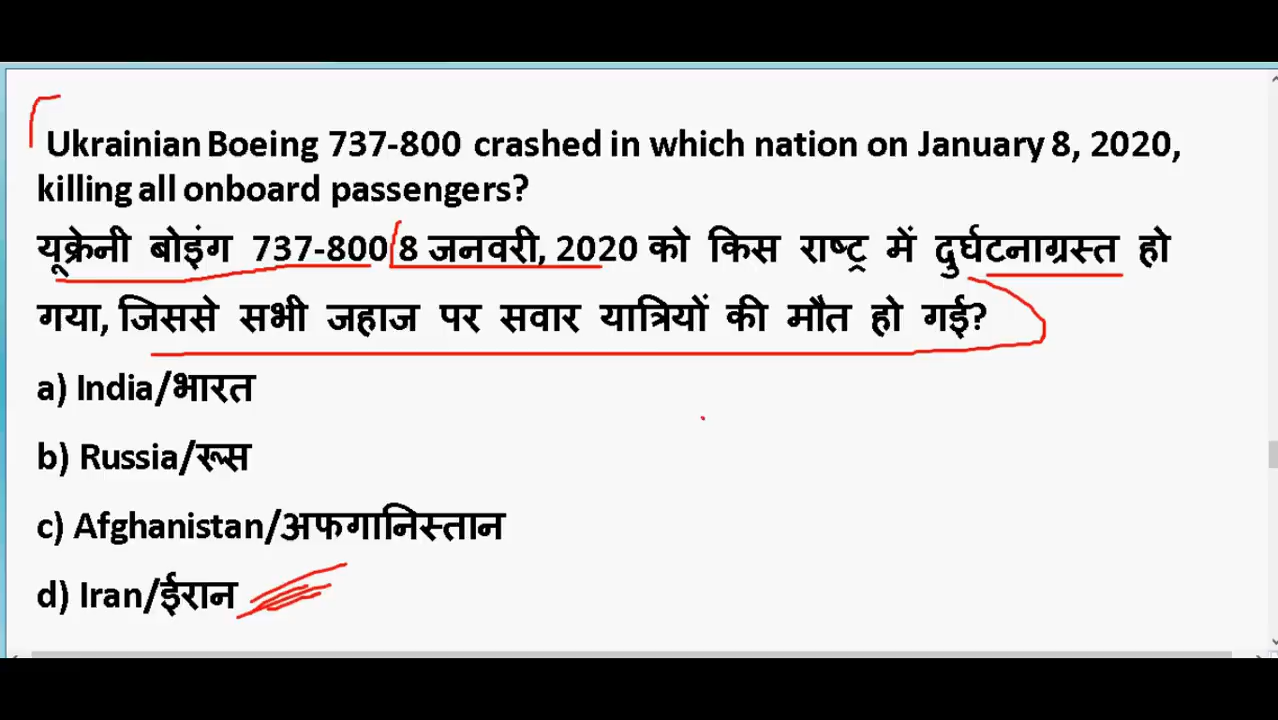 Ukrainian Boeing 737-800 crashed in which nation on January 8, 2020,
killing all onboard passengers?
यूक्रेनी बोइंग 737-800 8 जनवरी, 2020 को किस राष्ट्र में दुर्घटनाग्रस्त हो
गया, जिससे सभी जहाज पर सवार यात्रियों की मौत हो गई?
a) India/भारत
b) Russia/रूस
c) Afghanistan/अफगानिस्तान
d) Iran/ईरान